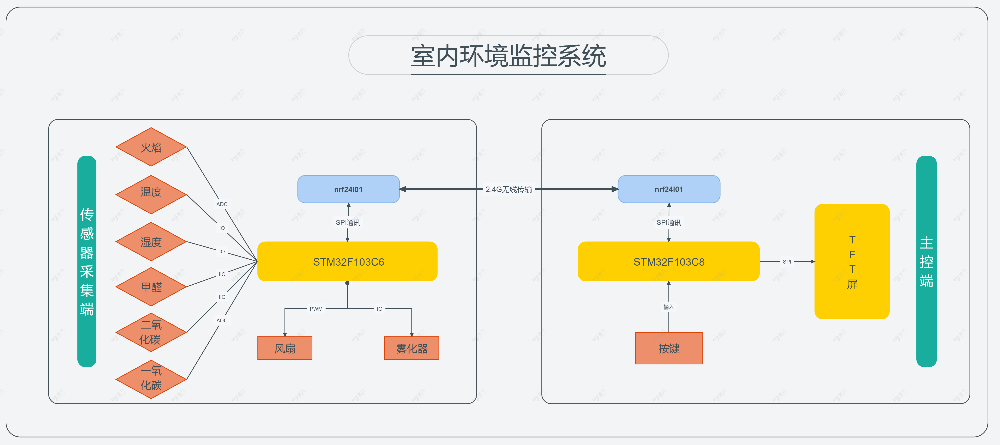 室内环境监控系统
传感器采集端
火焰
温度
湿度
甲醛
二氧
化碳
一氧
化碳
ADC
IO
IO
IIC
IIC
ADC
nrf24l01
SPI通讯
STM32F103C6
PWM
IO
风扇
雾化器
2.4G无线传输
nrf24l01
SPI通讯
STM32F103C8
输入
按键
SPI
TFT屏
主控端